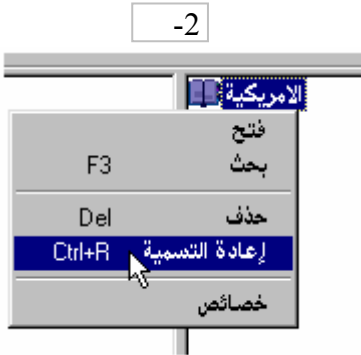 -2
الامريكية
فتح
بحث F3
حذف Del
إعادة التسمية Ctrl+R
خصائص